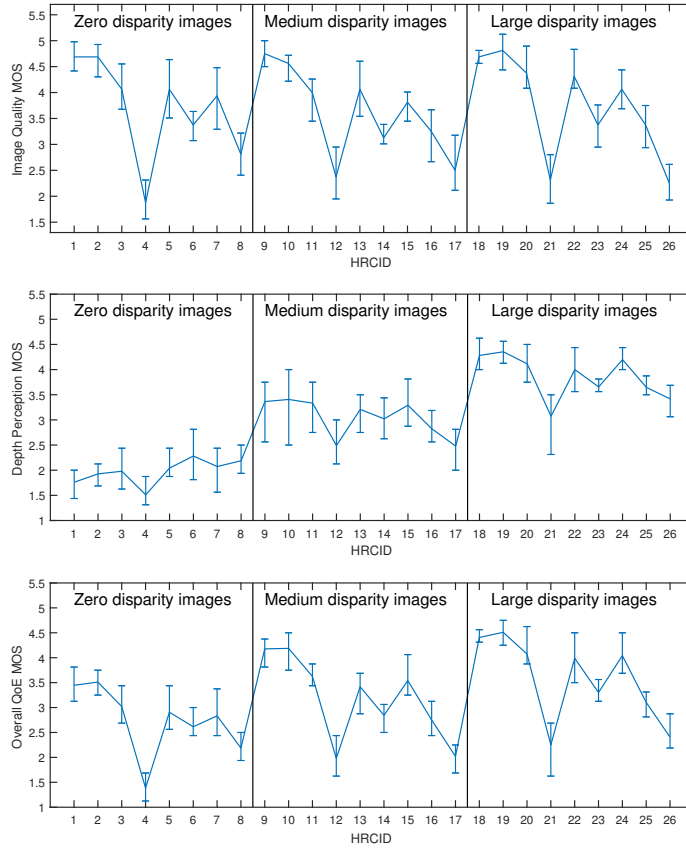 Zero disparity images Medium disparity images Large disparity images
5.5
5
4.5
4
3.5
3
2.5
2
1.5
Image Quality MOS
1 2 3 4 5 6 7 8 9 10 11 12 13 14 15 16 17 18 19 20 21 22 23 24 25 26
HRCID
Zero disparity images Medium disparity images Large disparity images
5.5
5
4.5
4
3.5
3
2.5
2
1.5
1
Depth Perception MOS
1 2 3 4 5 6 7 8 9 10 11 12 13 14 15 16 17 18 19 20 21 22 23 24 25 26
HRCID
Zero disparity images Medium disparity images Large disparity images
5.5
5
4.5
4
3.5
3
2.5
2
1.5
1
Overall QoE MOS
1 2 3 4 5 6 7 8 9 10 11 12 13 14 15 16 17 18 19 20 21 22 23 24 25 26
HRCID